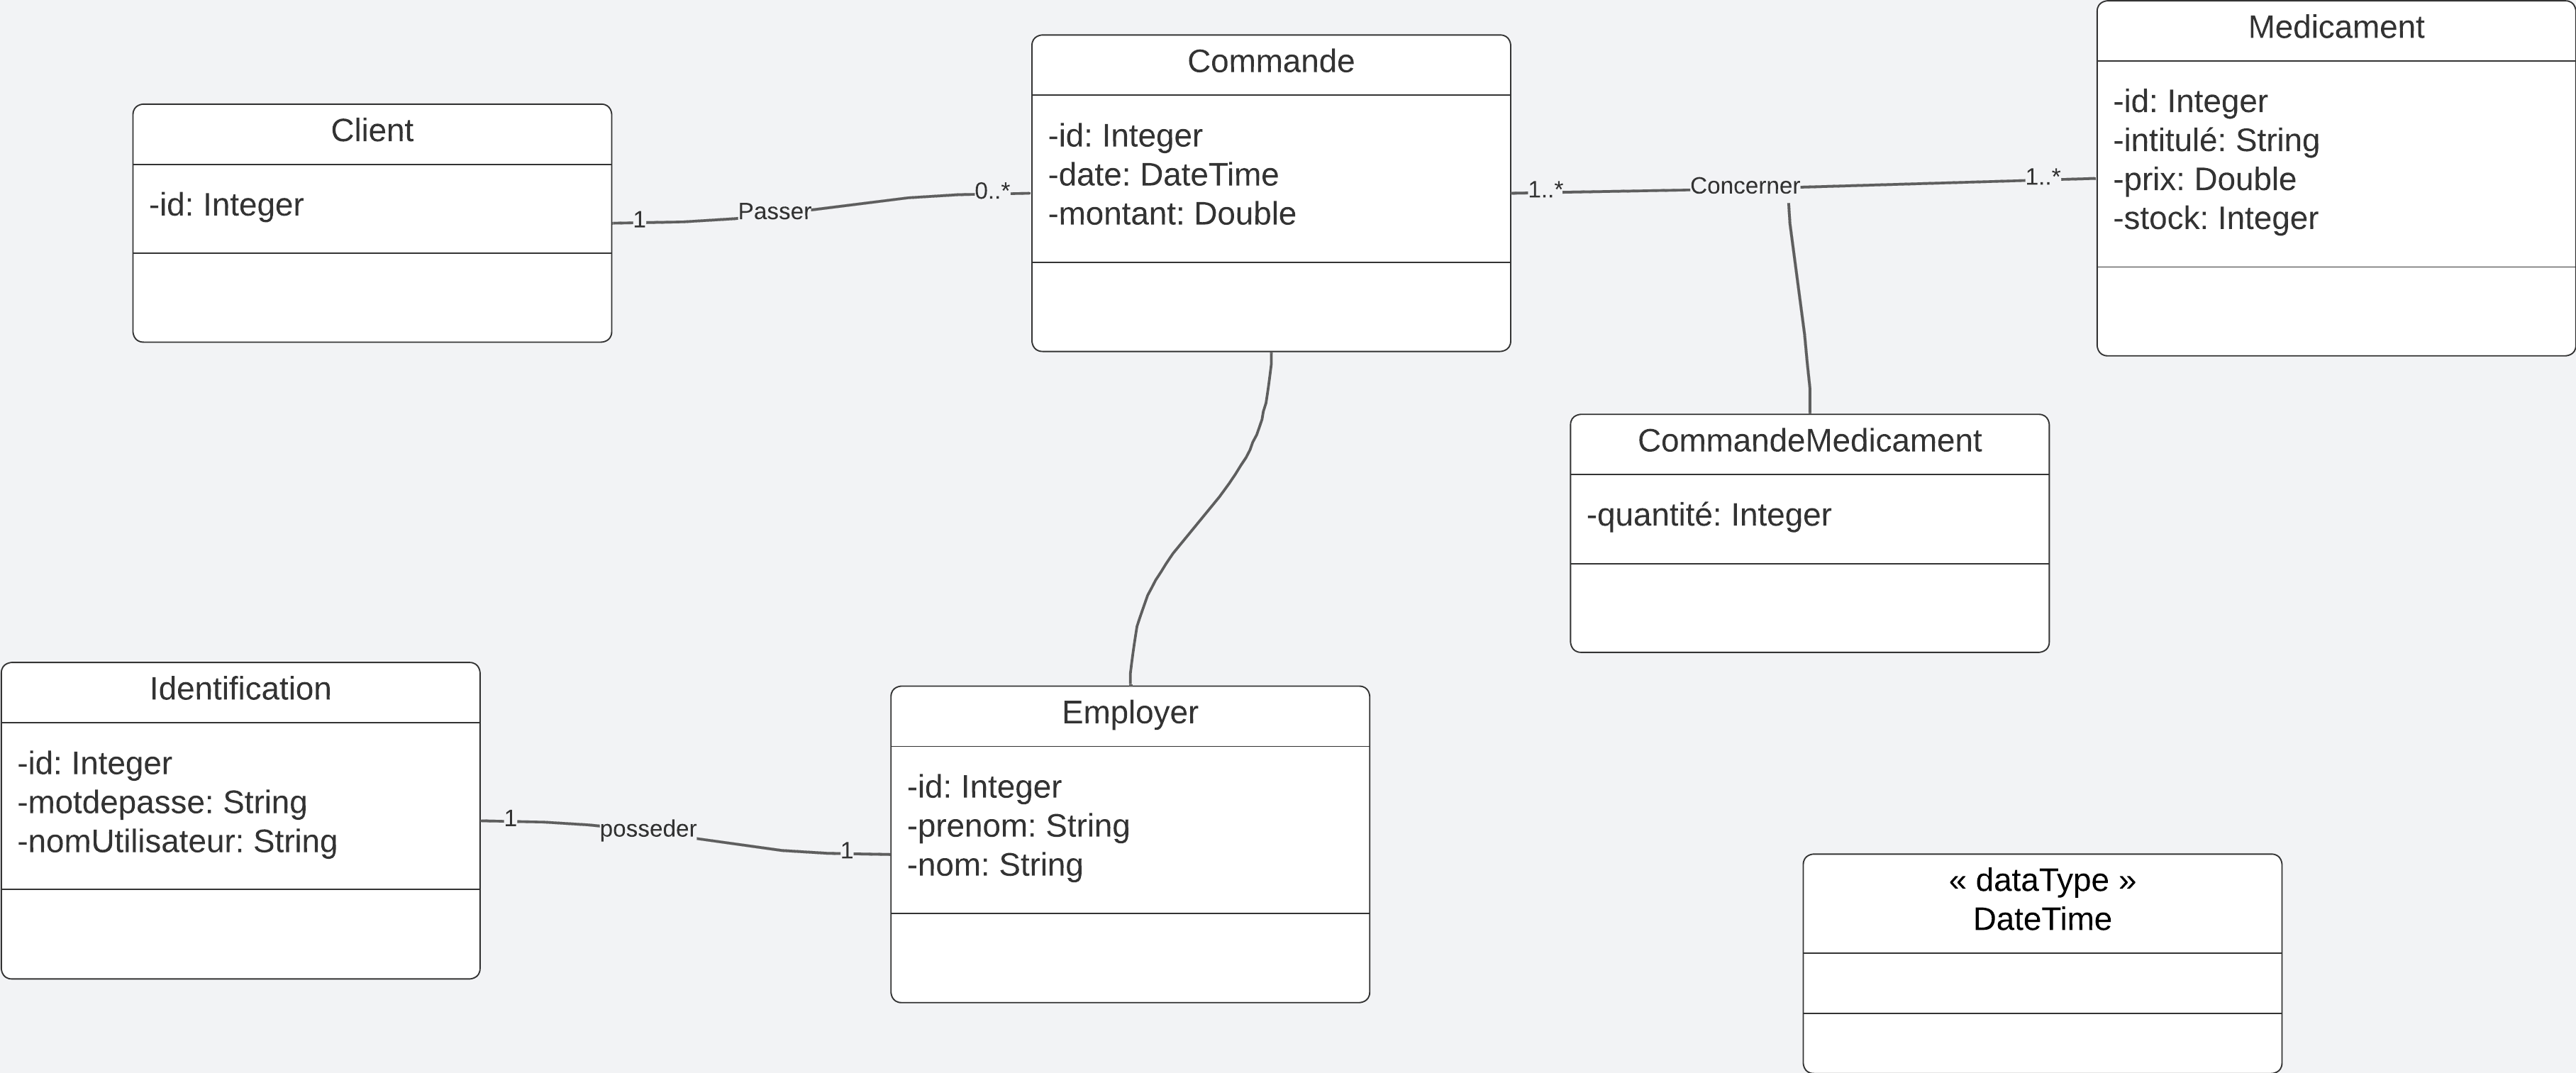 Client
-id: Integer
1
Passer
0..*
Commande
-id: Integer
-date: DateTime
-montant: Double
1..*
Concerner
1..*
Medicament
-id: Integer
-intitulé: String
-prix: Double
-stock: Integer
CommandeMedicament
-quantité: Integer
Identification
-id: Integer
-motdepasse: String
-nomUtilisateur: String
1
posseder
1
Employer
-id: Integer
-prenom: String
-nom: String
« dataType »
DateTime